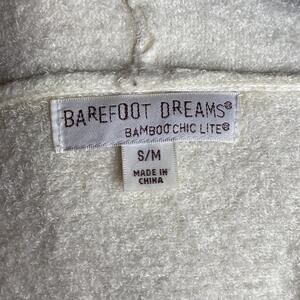 BAREFOOT DREAMS®
BAMBOO CHIC LITE®
S/M
MADE IN
CHINA